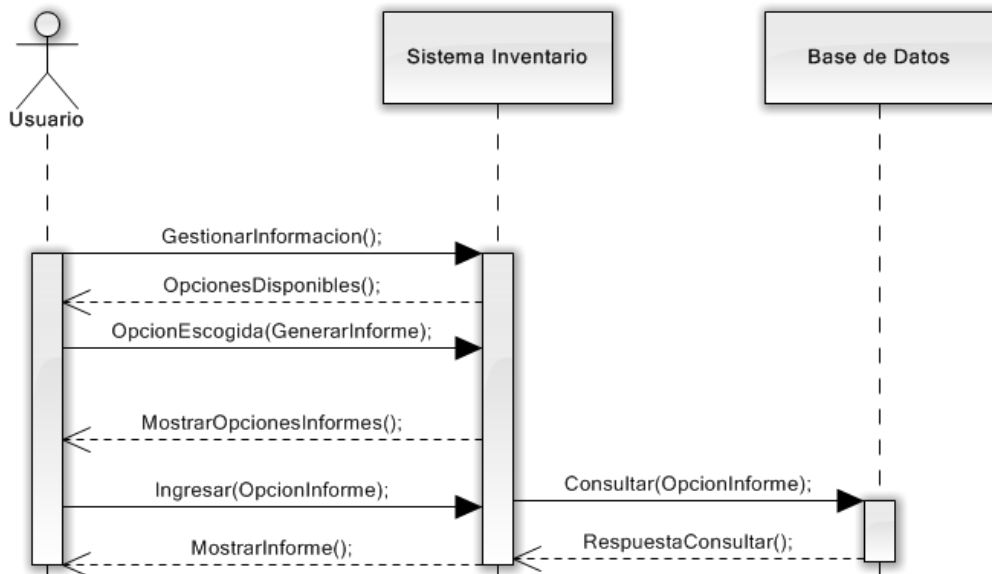 Usuario
Sistema Inventario
Base de Datos
GestionarInformacion();
OpcionesDisponibles();
OpcionEscogida(GenerarInforme);
MostrarOpcionesInformes();
Ingresar(OpcionInforme);
Consultar(OpcionInforme);
MostrarInforme();
RespuestaConsultar();